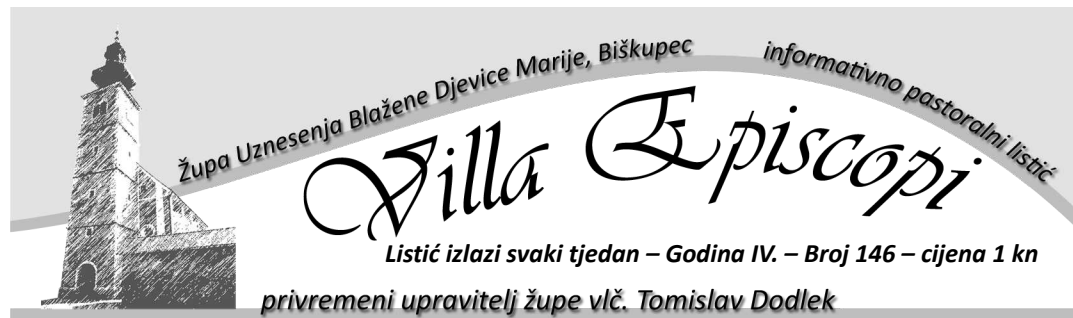 Župa Uznesenja Blažene Djevice Marije, Biškupec
informativno pastoralni listić
Villa Episcopi
Listić izlazi svaki tjedan – Godina IV. – Broj 146 – cijena 1 kn
privremeni upravitelj župe vlč. Tomislav Dodlek